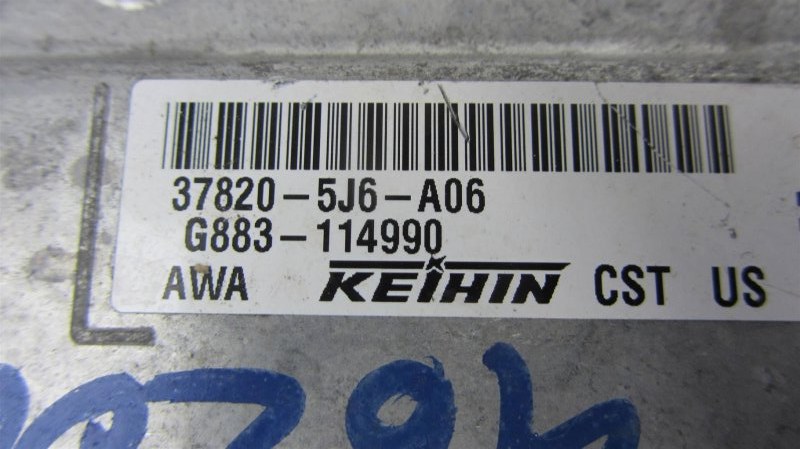 37820-5J6-A06
G883-114990
AWA KEIHIN CST US